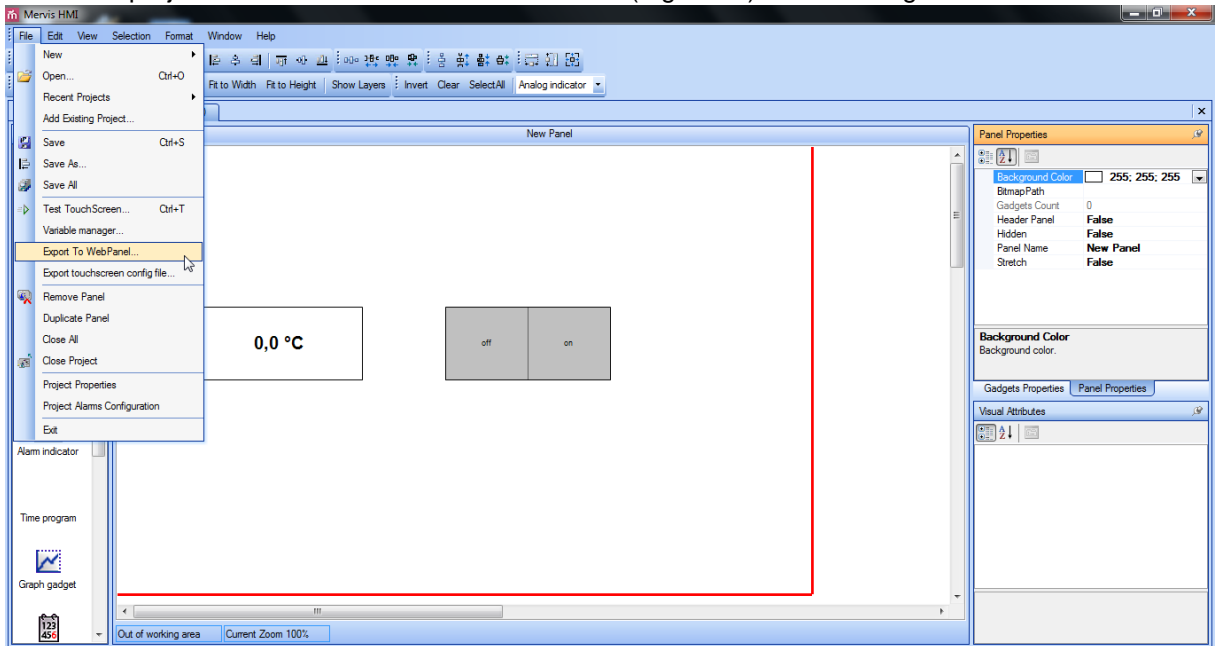 Mervis HMI
File Edit View Selection Format Window Help
New
Open... Ctrl+O
Recent Projects
Add Existing Project...
Save Ctrl+S
Save As...
Save All
Test TouchScreen... Ctrl+T
Variable manager...
Export To WebPanel...
Export touchscreen config file...
Remove Panel
Duplicate Panel
Close All
Close Project
Project Properties
Project Alarms Configuration
Exit
Fit to Width Fit to Height Show Layers Invert Clear SelectAll Analog indicator
New Panel
0,0 °C
off on
Alarm indicator
Time program
Graph gadget
123
456
Out of working area Current Zoom 100%
Panel Properties
Background Color 255; 255; 255
BitmapPath
Gadgets Count 0
Header Panel False
Hidden False
Panel Name New Panel
Stretch False
Background Color
Background color.
Gadgets Properties Panel Properties
Visual Attributes